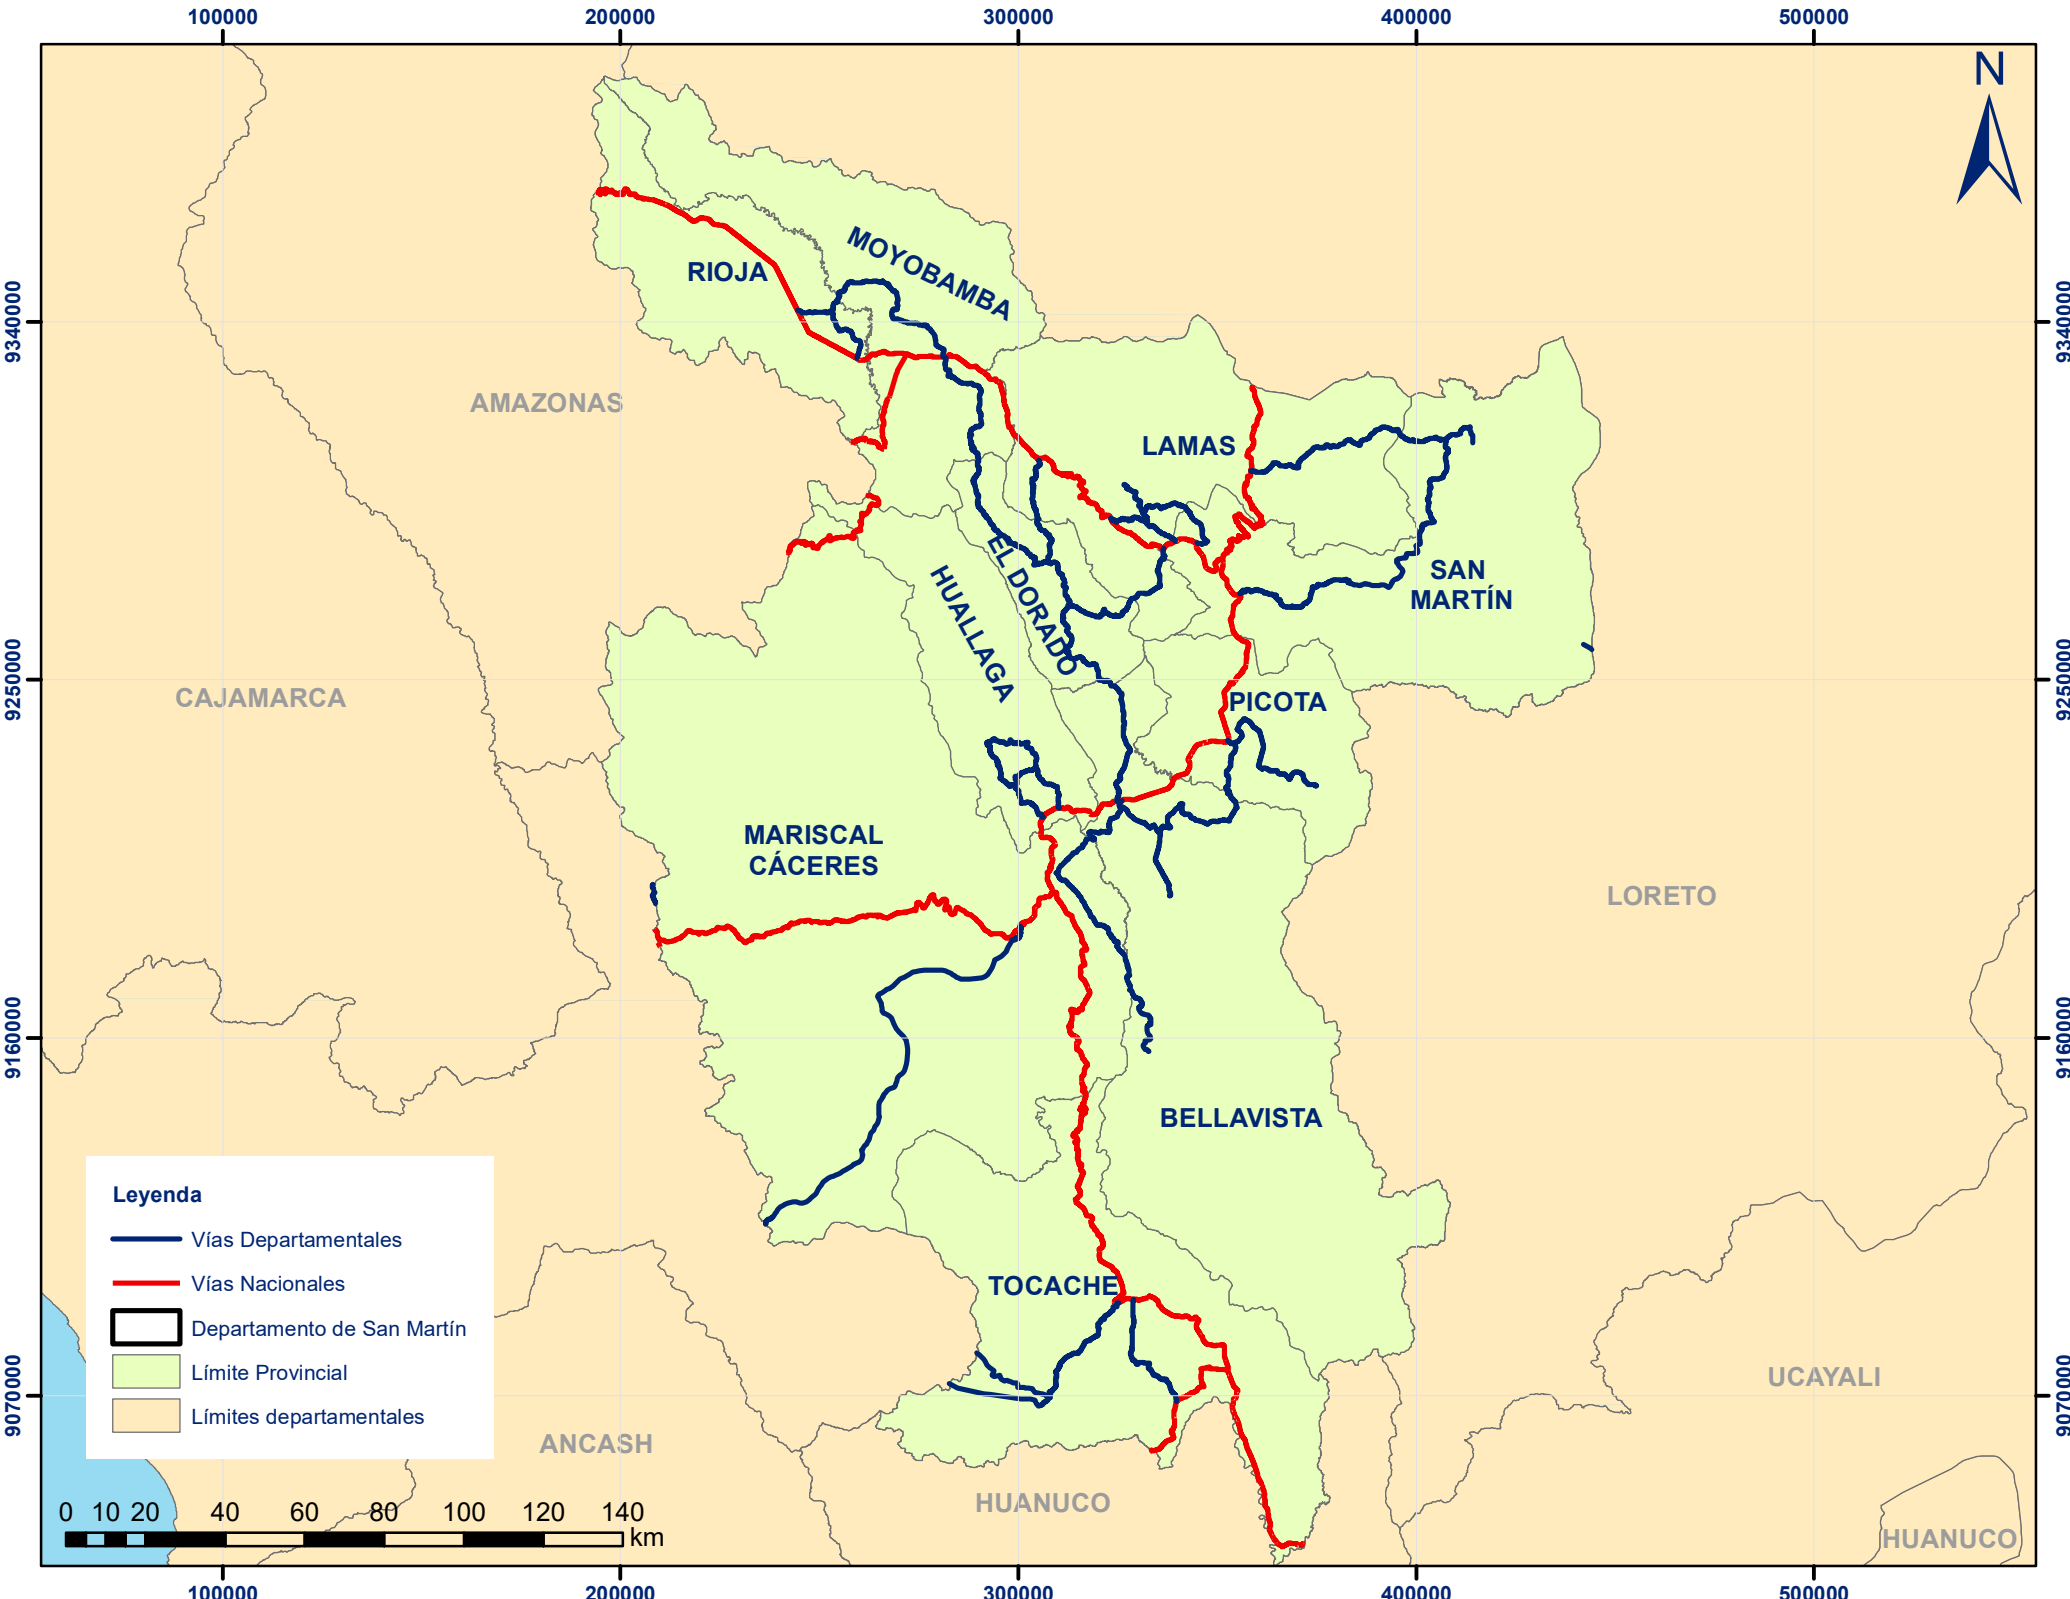 100000 200000 300000 400000 500000
N
MOYOBAMBA
RIOJA
9340000 9340000
AMAZONAS
LAMAS
EL DORADO
SAN
MARTÍN
HUALLAGA
9250000 9250000
CAJAMARCA
PICOTA
MARISCAL
CÁCERES
LORETO
9160000 9160000
BELLAVISTA
Leyenda
Vías Departamentales
Vías Nacionales
Departamento de San Martín
Límite Provincial
Límites departamentales
TOCACHE
UCAYALI
9070000 9070000
ANCASH
HUANUCO
HUANUCO
0 10 20 40 60 80 100 120 140
km
100000 200000 300000 400000 500000